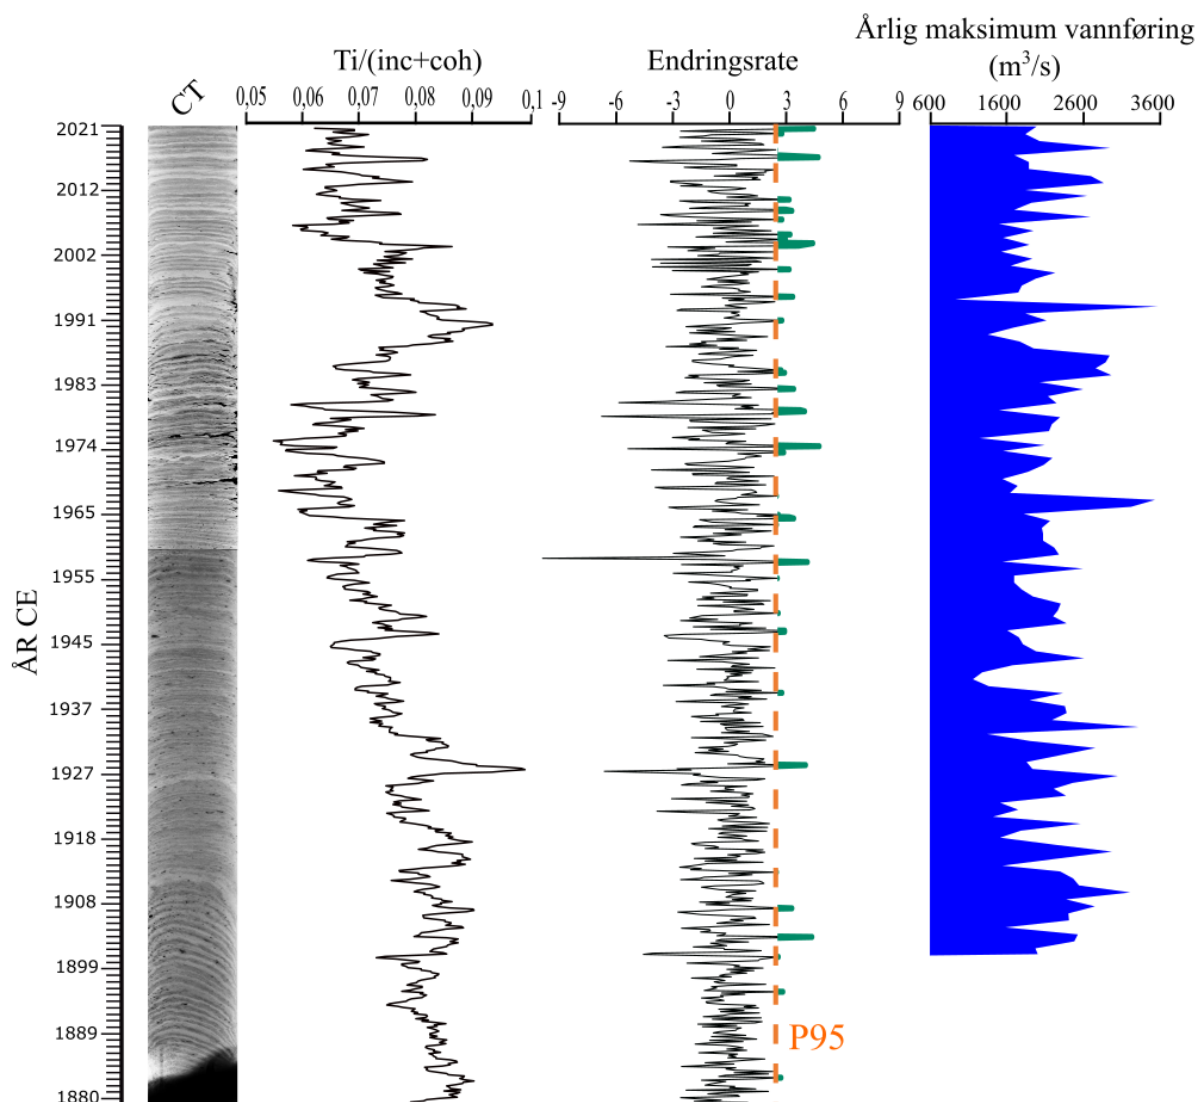 Årlig maksimum vannføring
(m³/s)
Ti/(inc+coh)
Endringsrate
CT
0,05 0,06 0,07 0,08 0,09 0,1
-9 -6 -3 0 3 6 9
600 1600 2600 3600
2021
2012
2002
1991
1983
1974
1965
1955
1945
1937
1927
1918
1908
1899
1889
1880
ÅR CE
P95